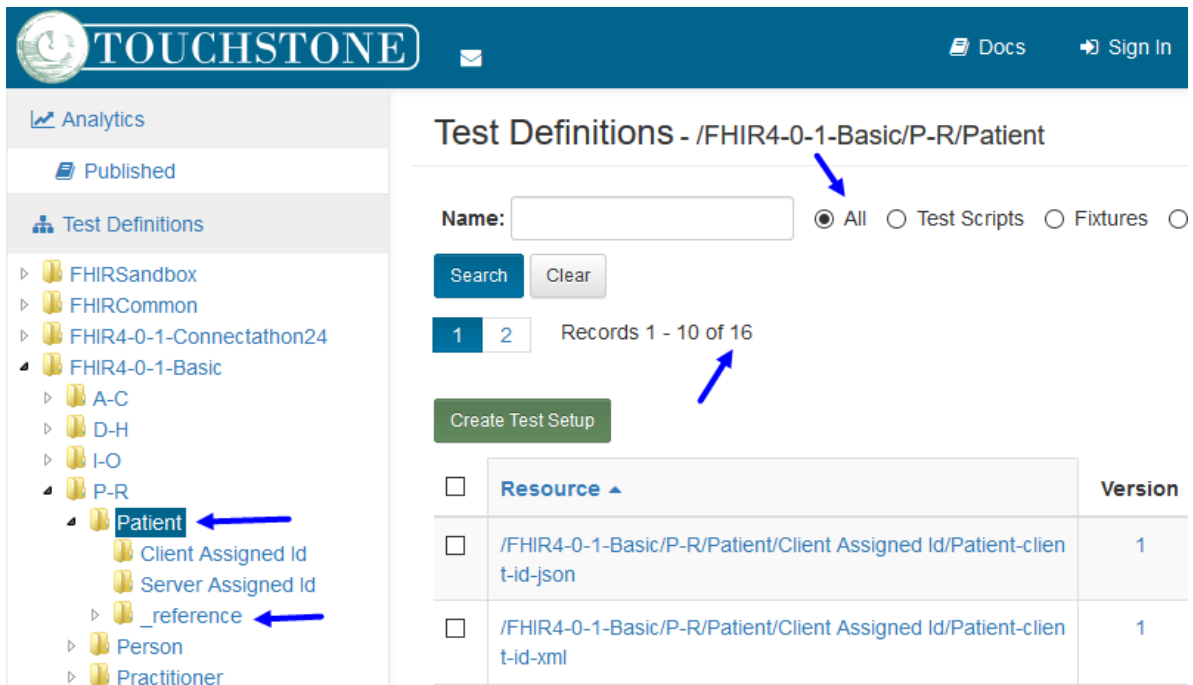 TOUCHSTONE
Docs
Sign In
Analytics
Published
Test Definitions
FHIRSandbox
FHIRCommon
FHIR4-0-1-Connectathon24
FHIR4-0-1-Basic
A-C
D-H
I-O
P-R
Patient
Client Assigned Id
Server Assigned Id
_reference
Person
Practitioner
Test Definitions - /FHIR4-0-1-Basic/P-R/Patient
Name: All Test Scripts Fixtures
Search Clear
1 2 Records 1 - 10 of 16
Create Test Setup
Resource Version
/FHIR4-0-1-Basic/P-R/Patient/Client Assigned Id/Patient-clien 1
t-id-json
/FHIR4-0-1-Basic/P-R/Patient/Client Assigned Id/Patient-clien 1
t-id-xml